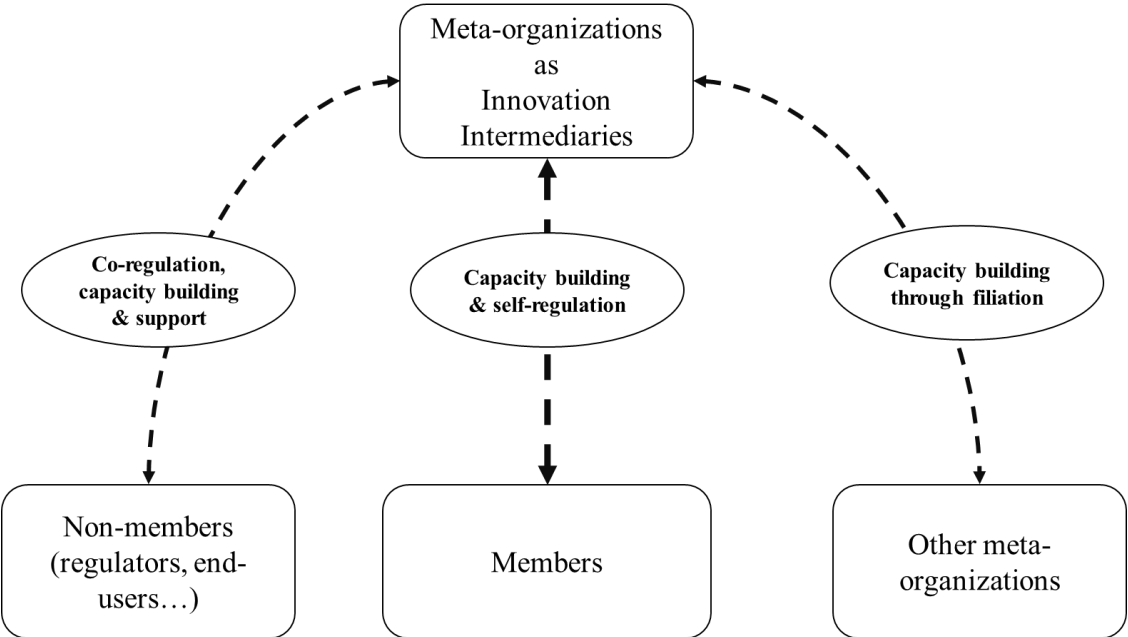 Meta-organizations
as
Innovation
Intermediaries
Co-regulation,
capacity building
& support
Capacity building
& self-regulation
Capacity building
through filiation
Non-members
(regulators, end-
users…)
Members
Other meta-
organizations